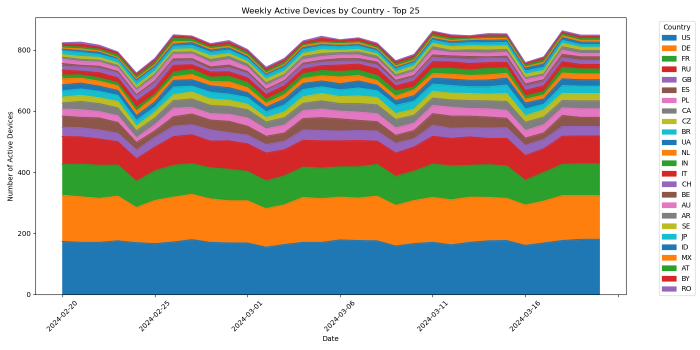 Weekly Active Devices by Country - Top 25
Number of Active Devices
800
600
400
200
0
2024-02-20
2024-02-25
2024-03-01
2024-03-06
2024-03-11
2024-03-16
Date
Country
US
DE
FR
RU
GB
ES
PL
CA
CZ
BR
UA
NL
IN
IT
CH
BE
AU
AR
SE
JP
ID
MX
AT
BY
RO